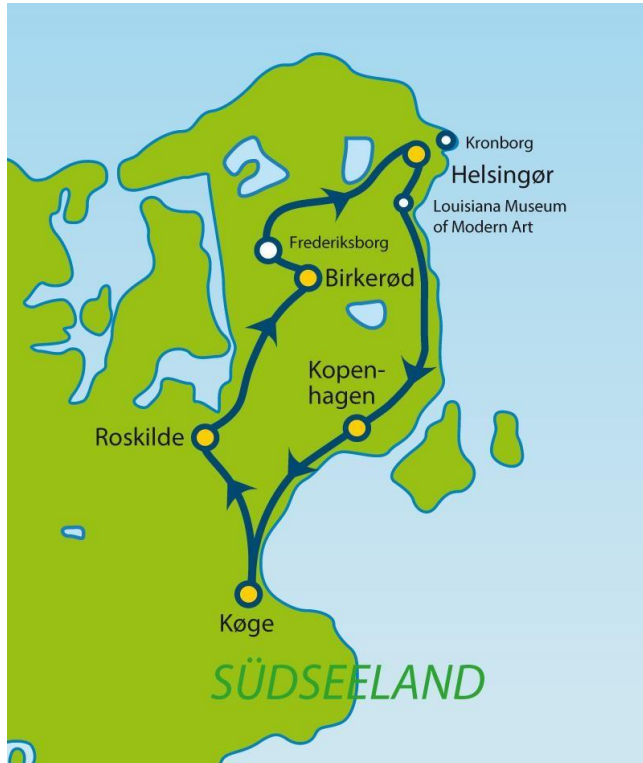 Kronborg
Helsingør
Louisiana Museum
of Modern Art
Frederiksborg
Birkerød
Kopen-
hagen
Roskilde
Køge
SÜDSEELAND